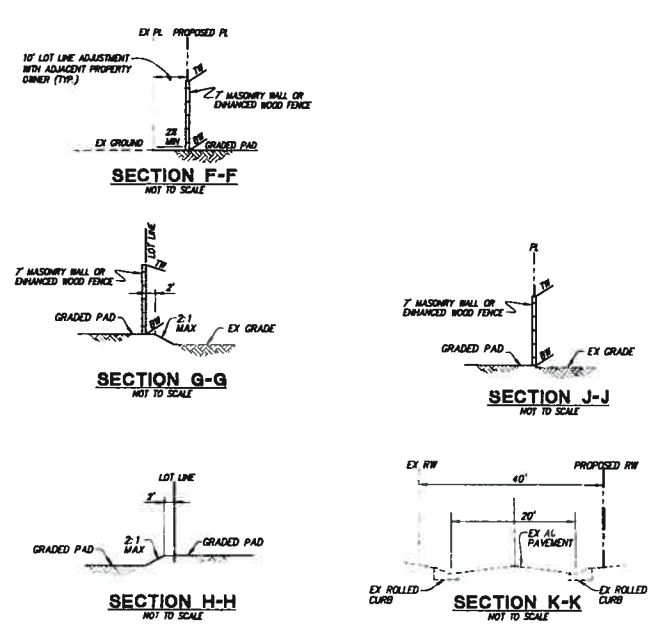 EX PL PROPOSED PL
10' LOT LINE ADJUSTMENT
WITH ADJACENT PROPERTY
OWNER (TYP.)
TW
7' MASONRY WALL OR
ENHANCED WOOD FENCE
2%
MIN
BW
EX GROUND
GRADED PAD
SECTION F-F
NOT TO SCALE
LOT LINE
TW
7' MASONRY WALL OR
ENHANCED WOOD FENCE
2'
GRADED PAD
BW
2:1
MAX
EX GRADE
SECTION G-G
NOT TO SCALE
PL
TW
7' MASONRY WALL OR
ENHANCED WOOD FENCE
GRADED PAD
BW
EX GRADE
SECTION J-J
NOT TO SCALE
LOT LINE
2'
2:1
MAX
GRADED PAD
GRADED PAD
SECTION H-H
NOT TO SCALE
EX RW
PROPOSED RW
40'
20'
EX AC
PAVEMENT
EX ROLLED
CURB
EX ROLLED
CURB
SECTION K-K
NOT TO SCALE